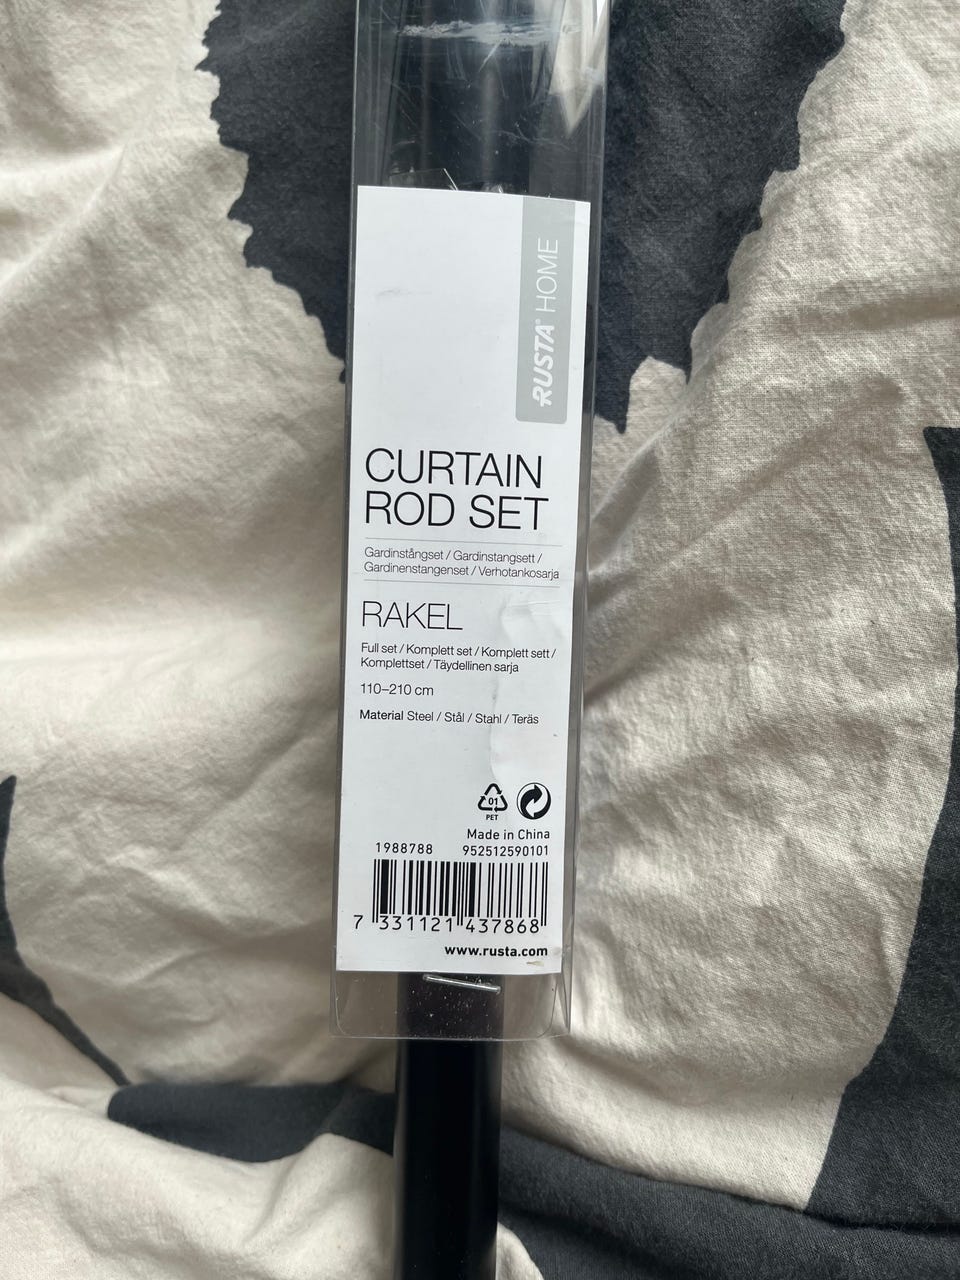 RUSTA® HOME
CURTAIN
ROD SET
Gardinstångset / Gardinstangsett /
Gardinenstangenset / Verhotankosarja
RAKEL
Full set / Komplett set / Komplett sett /
Komplettset / Täydellinen sarja
110–210 cm
Material Steel / Stål / Stahl / Teräs
01
PET
Made in China
1988788 952512590101
7 331121 437868
www.rusta.com